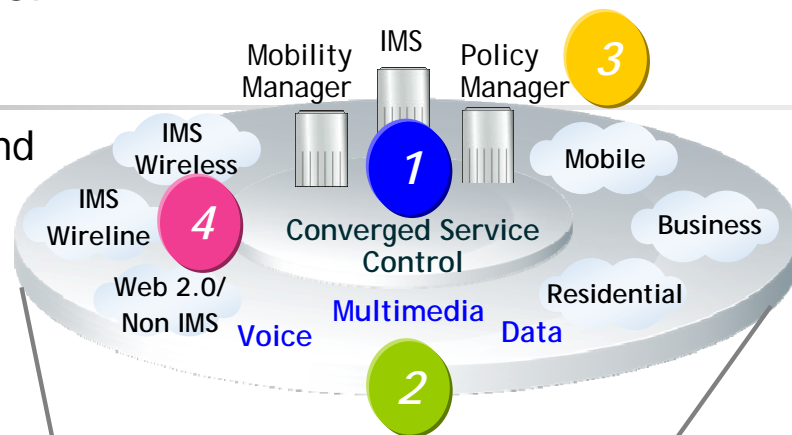 Mobility
Manager
IMS
Policy
Manager
3
nd
IMS
Wireless
1
Mobile
IMS
Wireline
4
Converged Service
Control
Business
Web 2.0/
Non IMS
Voice
Multimedia
Data
Residential
2